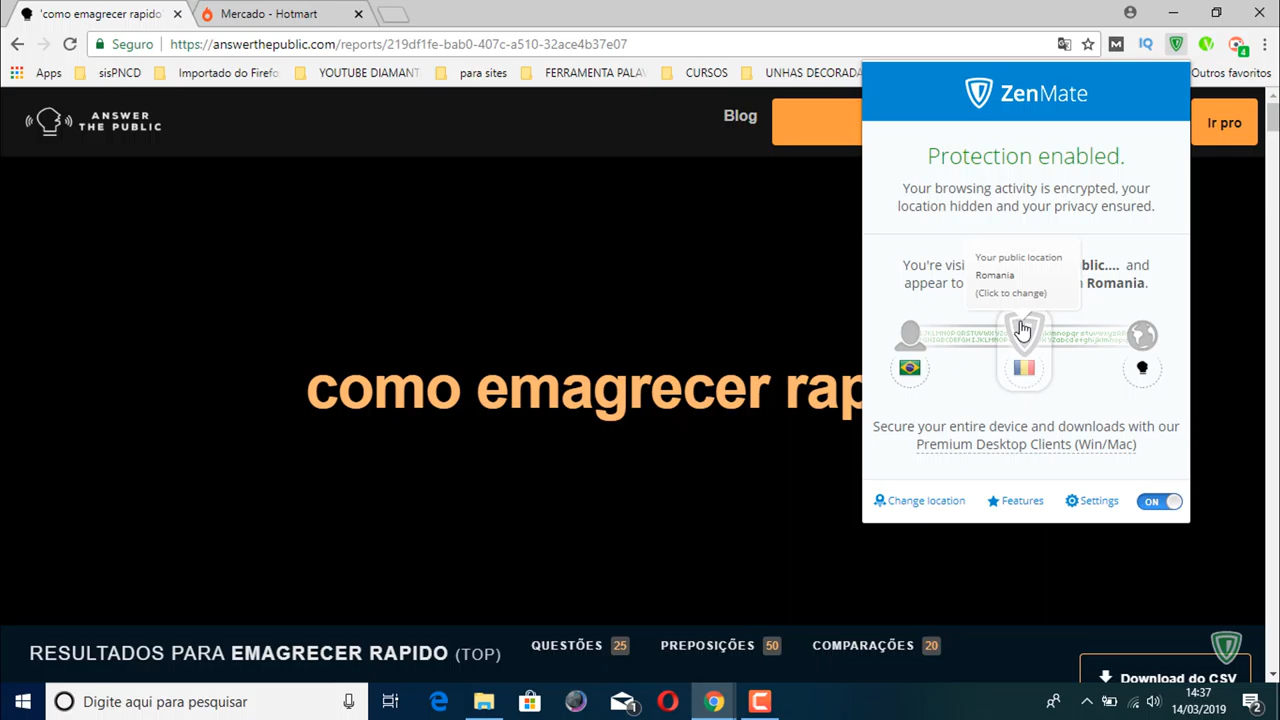 'como emagrecer rapido'
Mercado - Hotmart
Seguro
https://answerthepublic.com/reports/219df1fe-bab0-407c-a510-32ace4b37e07
Apps
sisPNCD
Importado do Firefo
YOUTUBE DIAMANT
para sites
FERRAMENTA PALAV
CURSOS
UNHAS DECORADA
Outros favoritos
ANSWER
THE PUBLIC
Blog
Ir pro
ZenMate
Protection enabled.
Your browsing activity is encrypted, your
location hidden and your privacy ensured.
You're visi
blic.... and
appear to
Romania.
Your public location
Romania
(Click to change)
como emagrecer rap
Secure your entire device and downloads with our
Premium Desktop Clients (Win/Mac)
Change location
Features
Settings
ON
RESULTADOS PARA EMAGRECER RAPIDO (TOP)
QUESTÕES 25
PREPOSIÇÕES 50
COMPARAÇÕES 20
Download do CSV
Digite aqui para pesquisar
14:37
14/03/2019